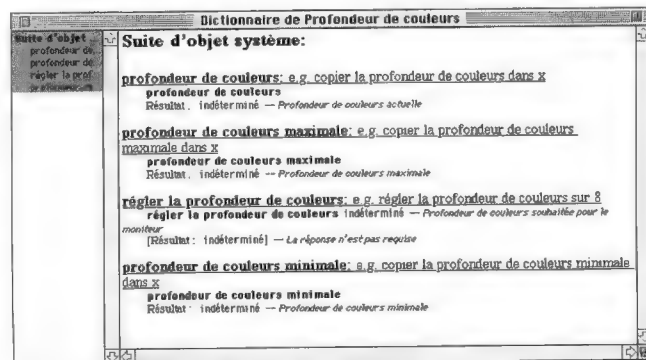 Dictionnaire de Profondeur de couleurs
Suite d'objet
profondeur de
profondeur de
régler la prof
Suite d'objet système:
profondeur de couleurs: e.g. copier la profondeur de couleurs dans x
profondeur de couleurs
Résultat. indéterminé — Profondeur de couleurs actuelle
profondeur de couleurs maximale: e.g. copier la profondeur de couleurs
maximale dans x
profondeur de couleurs maximale
Résultat. indéterminé -- Profondeur de couleurs maximale
régler la profondeur de couleurs: e.g. régler la profondeur de couleurs sur 8
régler la profondeur de couleurs indéterminé — Profondeur de couleurs souhaitée pour le
moniteur
[Résultat: indéterminé] — La réponse n'est pas requise
profondeur de couleurs minimale: e.g. copier la profondeur de couleurs minimale
dans x
profondeur de couleurs minimale
Résultat indéterminé — Profondeur de couleurs minimale